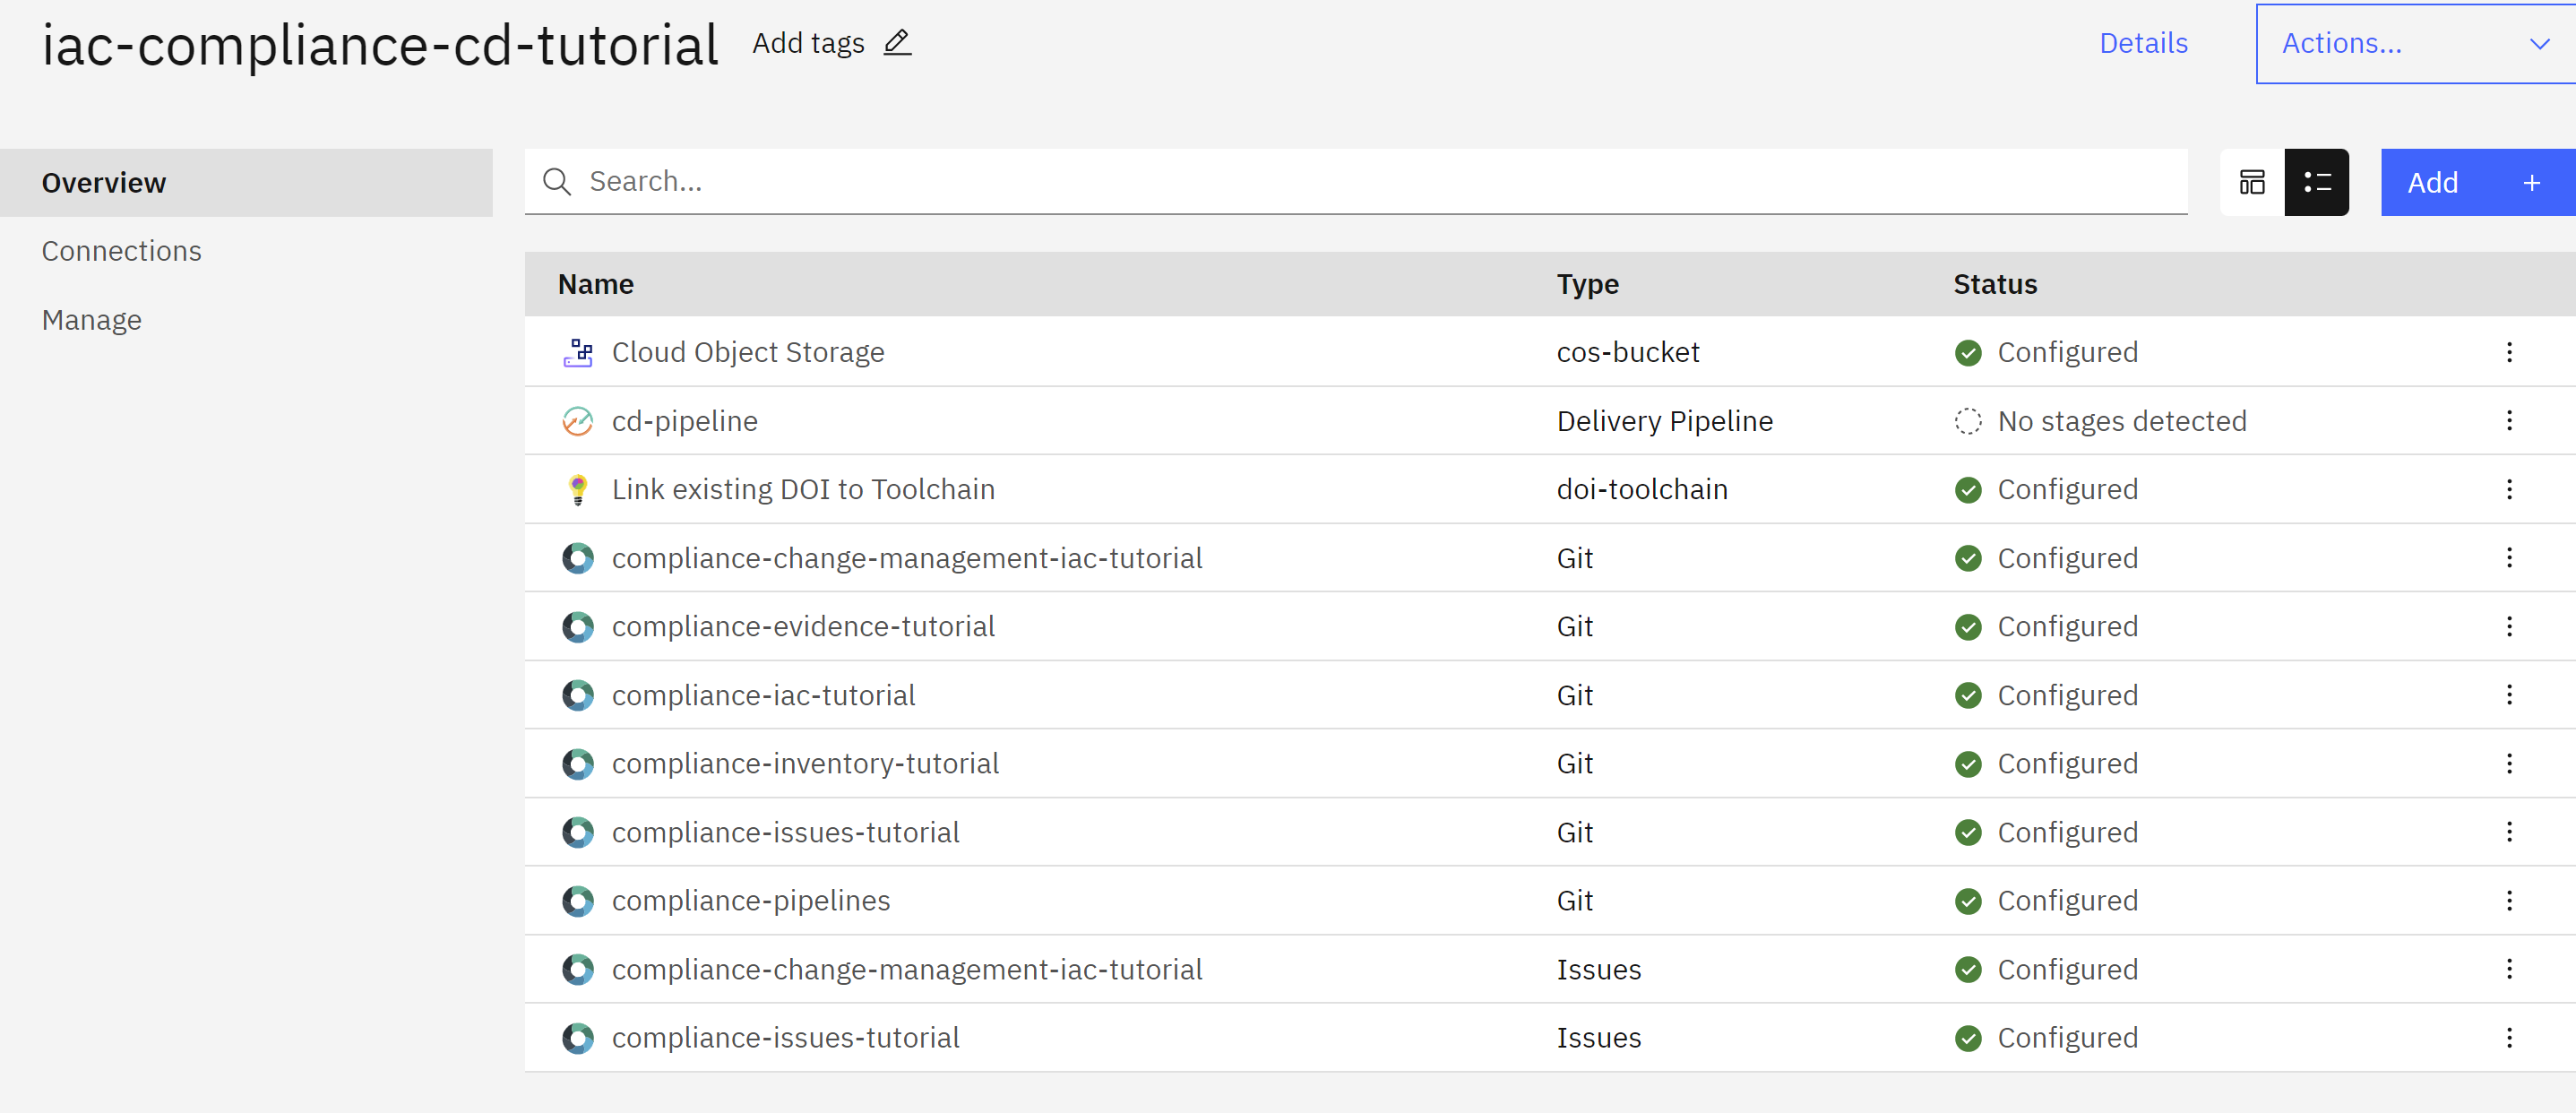 iac-compliance-cd-tutorial Add tags Details Actions...
Overview Search... Add +
Connections
Manage
Name Type Status
Cloud Object Storage cos-bucket Configured
cd-pipeline Delivery Pipeline No stages detected
Link existing DOI to Toolchain doi-toolchain Configured
compliance-change-management-iac-tutorial Git Configured
compliance-evidence-tutorial Git Configured
compliance-iac-tutorial Git Configured
compliance-inventory-tutorial Git Configured
compliance-issues-tutorial Git Configured
compliance-pipelines Git Configured
compliance-change-management-iac-tutorial Issues Configured
compliance-issues-tutorial Issues Configured